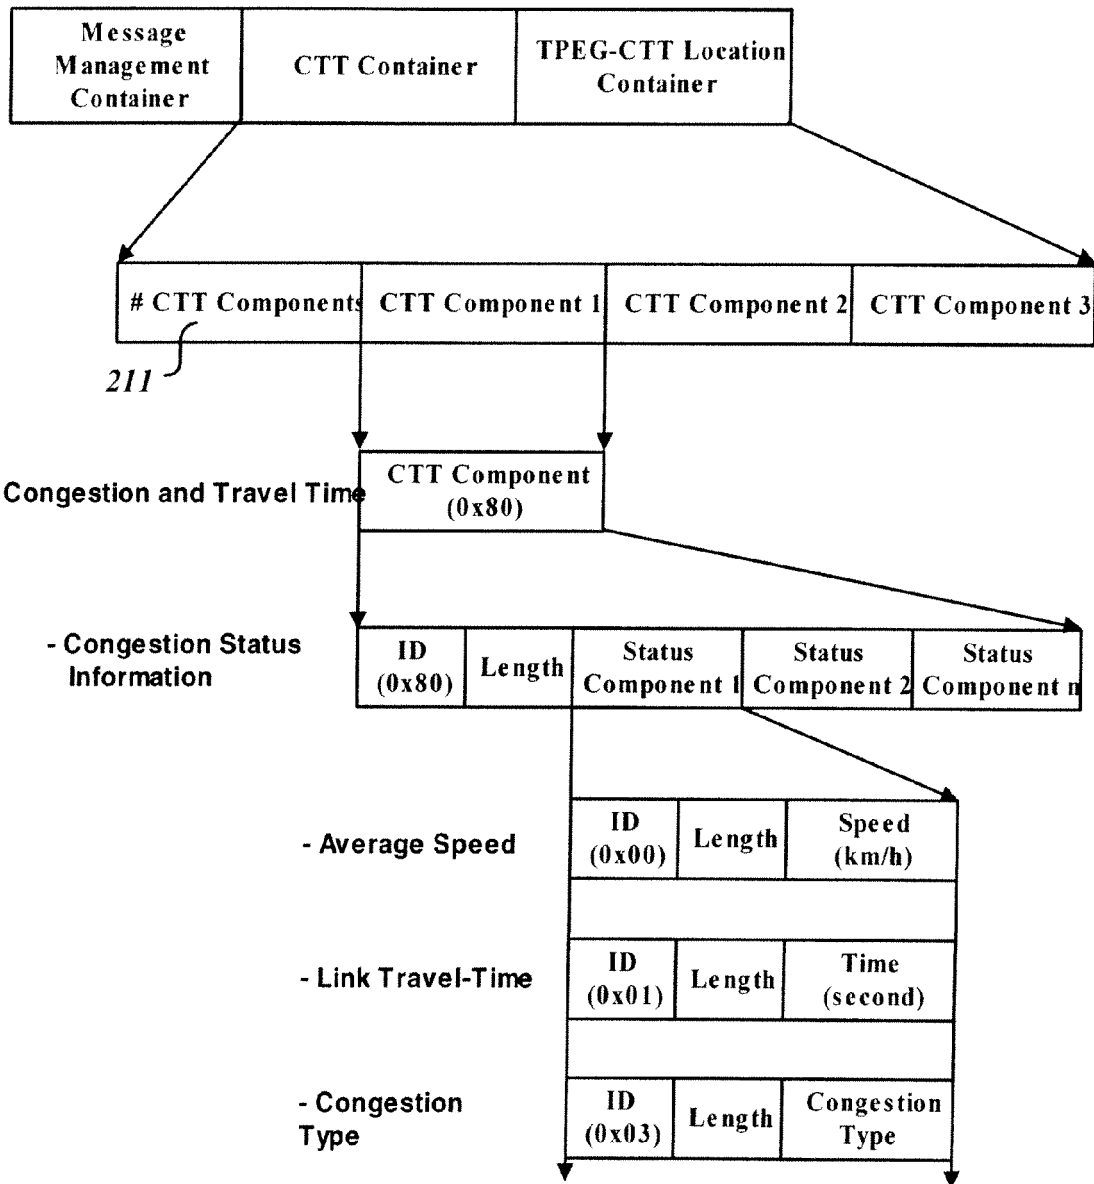 Message
Management
Container
CTT Container
TPEG-CTT Location
Container
# CTT Components
CTT Component 1
CTT Component 2
CTT Component 3
211
Congestion and Travel Time
CTT Component
(0x80)
- Congestion Status
Information
ID
(0x80)
Length
Status
Component 1
Status
Component 2
Status
Component n
- Average Speed
ID
(0x00)
Length
Speed
(km/h)
- Link Travel-Time
ID
(0x01)
Length
Time
(second)
- Congestion
Type
ID
(0x03)
Length
Congestion
Type